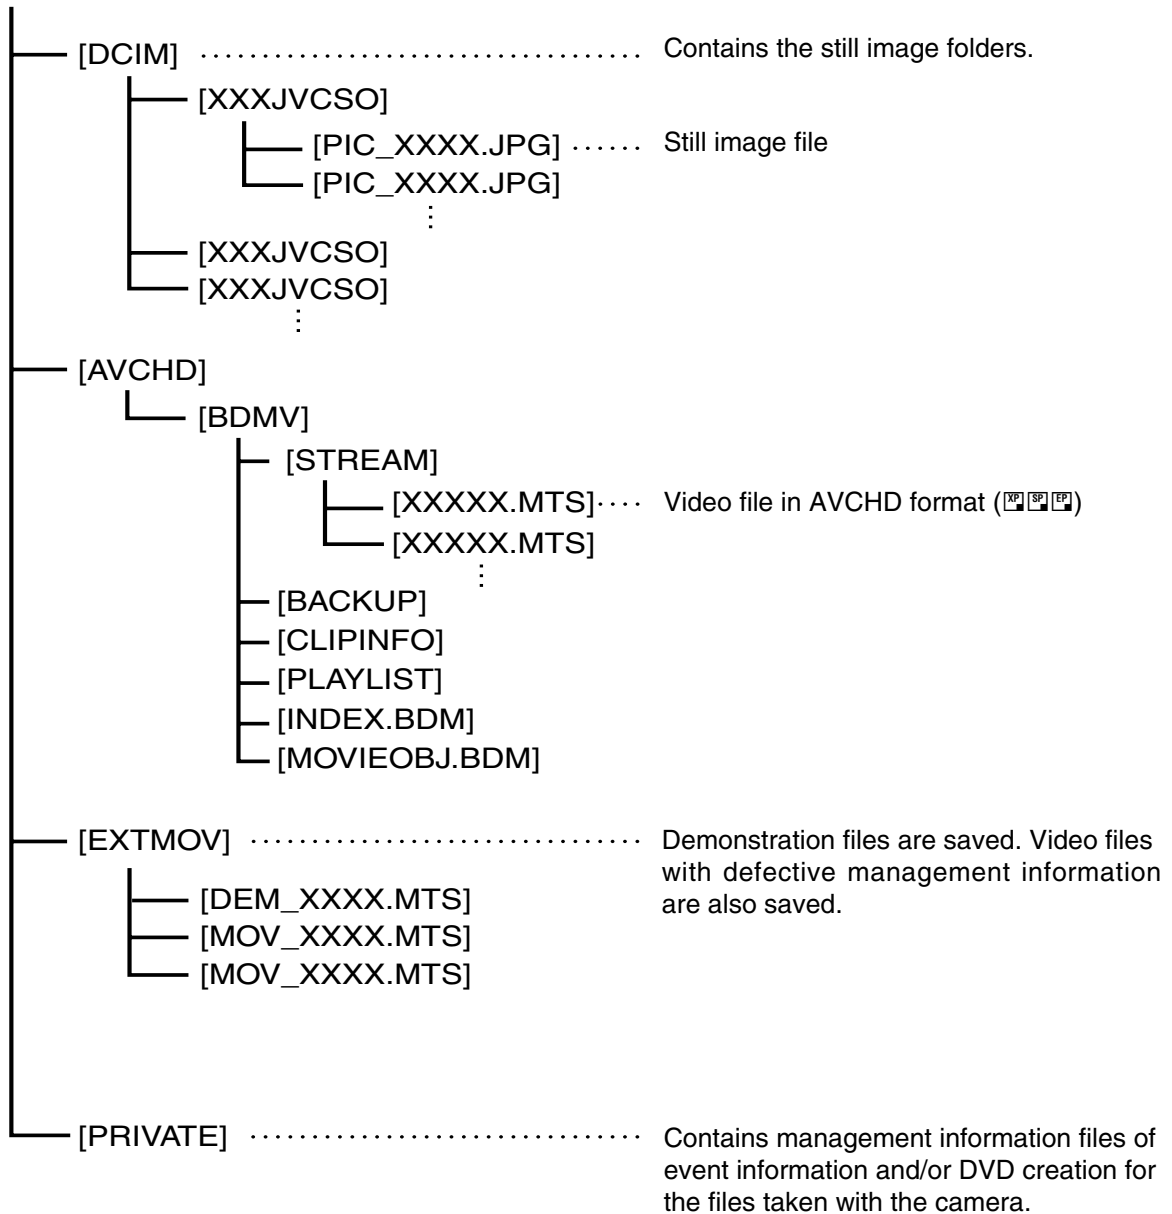 [DCIM] Contains the still image folders.
[XXXJVCSO]
[PIC_XXXX.JPG] Still image file
[PIC_XXXX.JPG]
[XXXJVCSO]
[XXXJVCSO]
[AVCHD]
[BDMV]
[STREAM]
[XXXXX.MTS] Video file in AVCHD format (XP SP EP)
[XXXXX.MTS]
[BACKUP]
[CLIPINFO]
[PLAYLIST]
[INDEX.BDM]
[MOVIEOBJ.BDM]
[EXTMOV] Demonstration files are saved. Video files
with defective management information
are also saved.
[DEM_XXXX.MTS]
[MOV_XXXX.MTS]
[MOV_XXXX.MTS]
[PRIVATE] Contains management information files of
event information and/or DVD creation for
the files taken with the camera.